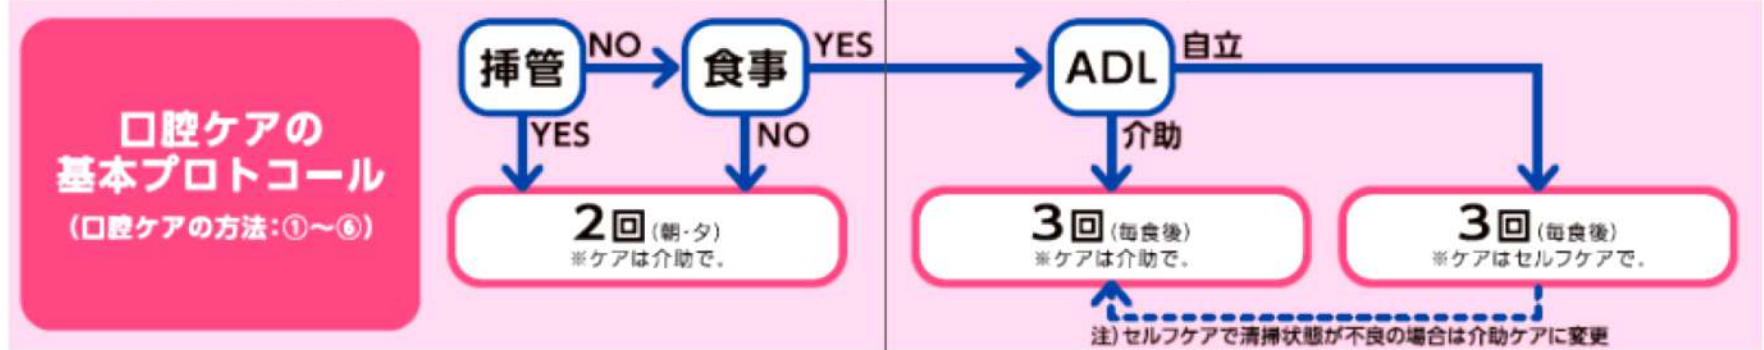 口腔ケアの
基本プロトコール
（口腔ケアの方法：①～⑥）
挿管
NO
食事
YES
ADL
自立
YES
NO
介助
2回（朝・夕）
※ケアは介助で。
3回（毎食後）
※ケアは介助で。
3回（毎食後）
※ケアはセルフケアで。
注）セルフケアで清掃状態が不良の場合は介助ケアに変更